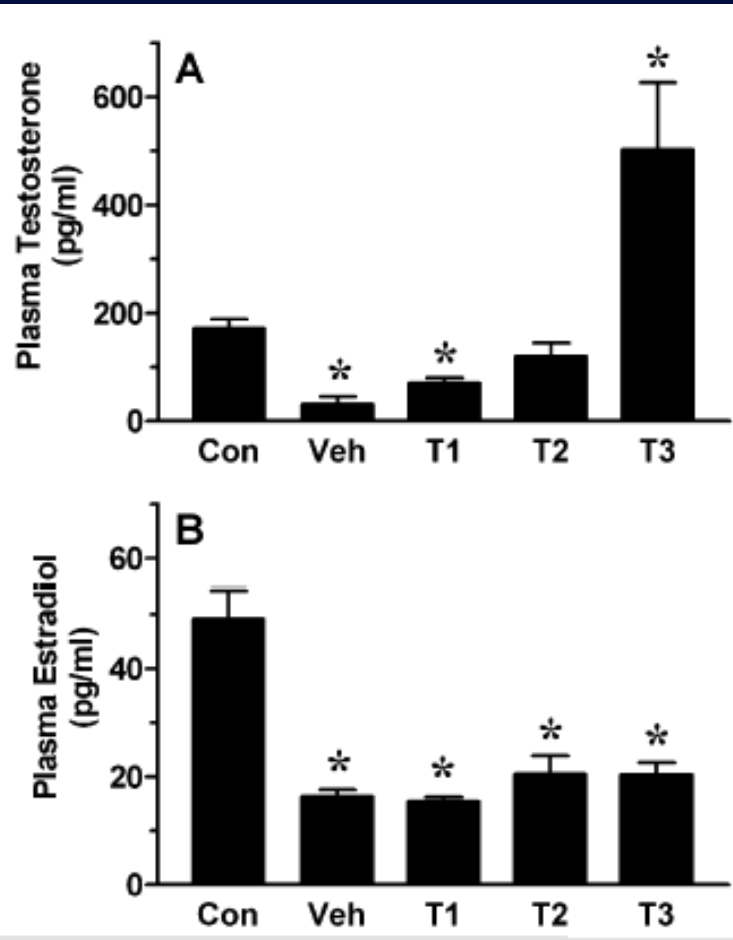 A
Plasma Testosterone
(pg/ml)
600
400
200
0
*
*
*
Con Veh T1 T2 T3
B
Plasma Estradiol
(pg/ml)
60
40
20
0
*
*
*
*
Con Veh T1 T2 T3